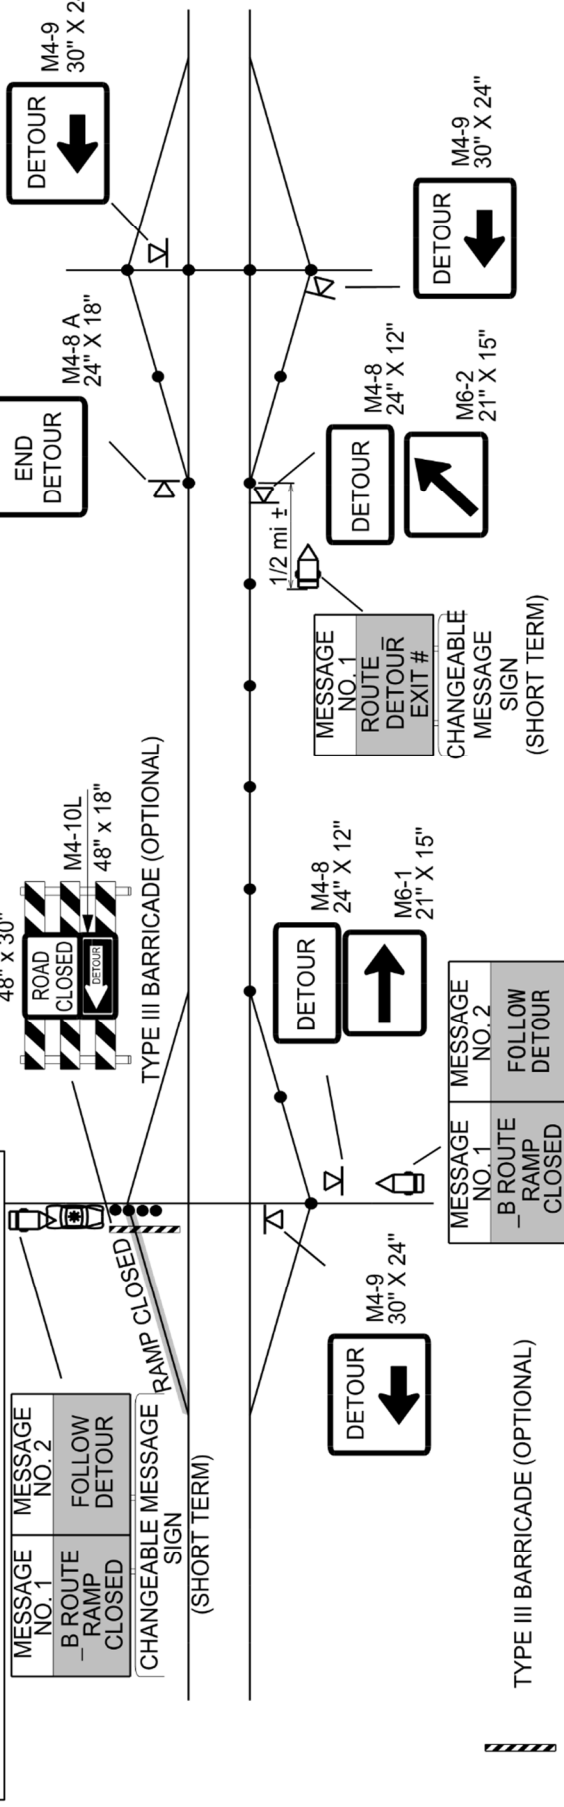 M4-9
30" X 2
DETOUR
M4-9
30" X 24"
DETOUR
M4-8 A
24" X 18"
END
DETOUR
M4-8
24" X 12"
DETOUR
M6-2
21" X 15"
1/2 mi ±
MESSAGE
NO. 1
ROUTE
DETOUR_
EXIT #
CHANGEABLE
MESSAGE
SIGN
(SHORT TERM)
48" x 30"
ROAD
CLOSED
DETOUR
M4-10L
48" x 18"
TYPE III BARRICADE (OPTIONAL)
M4-8
24" X 12"
DETOUR
M6-1
21" X 15"
MESSAGE
NO. 1
_B ROUTE
RAMP
CLOSED
MESSAGE
NO. 2
FOLLOW
DETOUR
RAMP CLOSED
M4-9
30" X 24"
DETOUR
MESSAGE
NO. 1
_B ROUTE
RAMP
CLOSED
MESSAGE
NO. 2
FOLLOW
DETOUR
CHANGEABLE MESSAGE
SIGN
(SHORT TERM)
TYPE III BARRICADE (OPTIONAL)